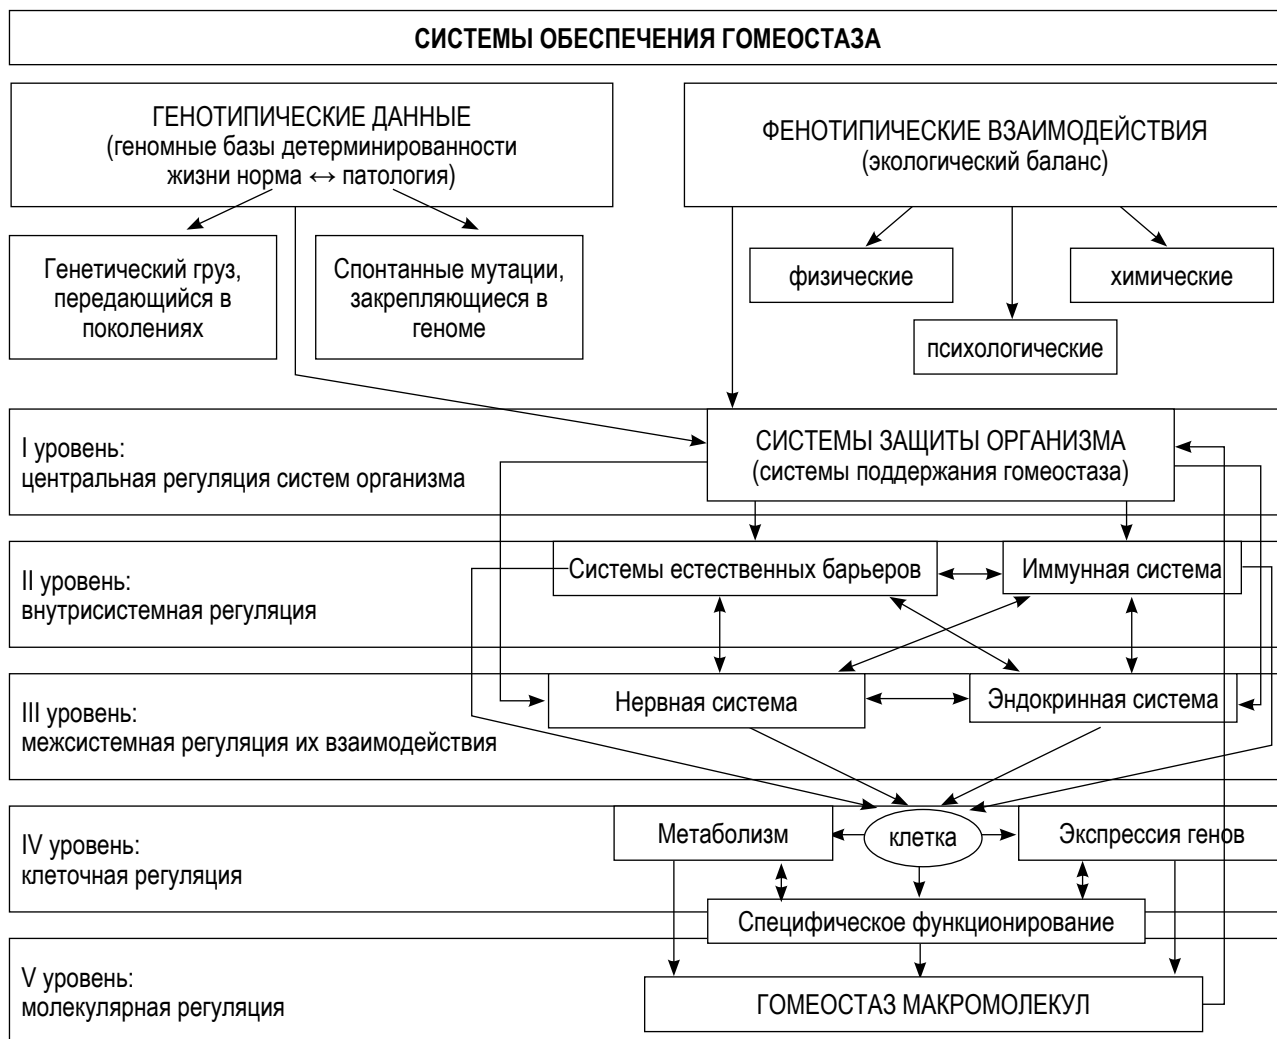 СИСТЕМЫ ОБЕСПЕЧЕНИЯ ГОМЕОСТАЗА
ГЕНОТИПИЧЕСКИЕ ДАННЫЕ
(геномные базы детерминированности
жизни норма ↔ патология)
ФЕНОТИПИЧЕСКИЕ ВЗАИМОДЕЙСТВИЯ
(экологический баланс)
Генетический груз,
передающийся в
поколениях
Спонтанные мутации,
закрепляющиеся в
геноме
физические
химические
психологические
I уровень:
центральная регуляция систем организма
СИСТЕМЫ ЗАЩИТЫ ОРГАНИЗМА
(системы поддержания гомеостаза)
II уровень:
внутрисистемная регуляция
Системы естественных барьеров
Иммунная система
III уровень:
межсистемная регуляция их взаимодействия
Нервная система
Эндокринная система
IV уровень:
клеточная регуляция
Метаболизм
клетка
Экспрессия генов
Специфическое функционирование
V уровень:
молекулярная регуляция
ГОМЕОСТАЗ МАКРОМОЛЕКУЛ